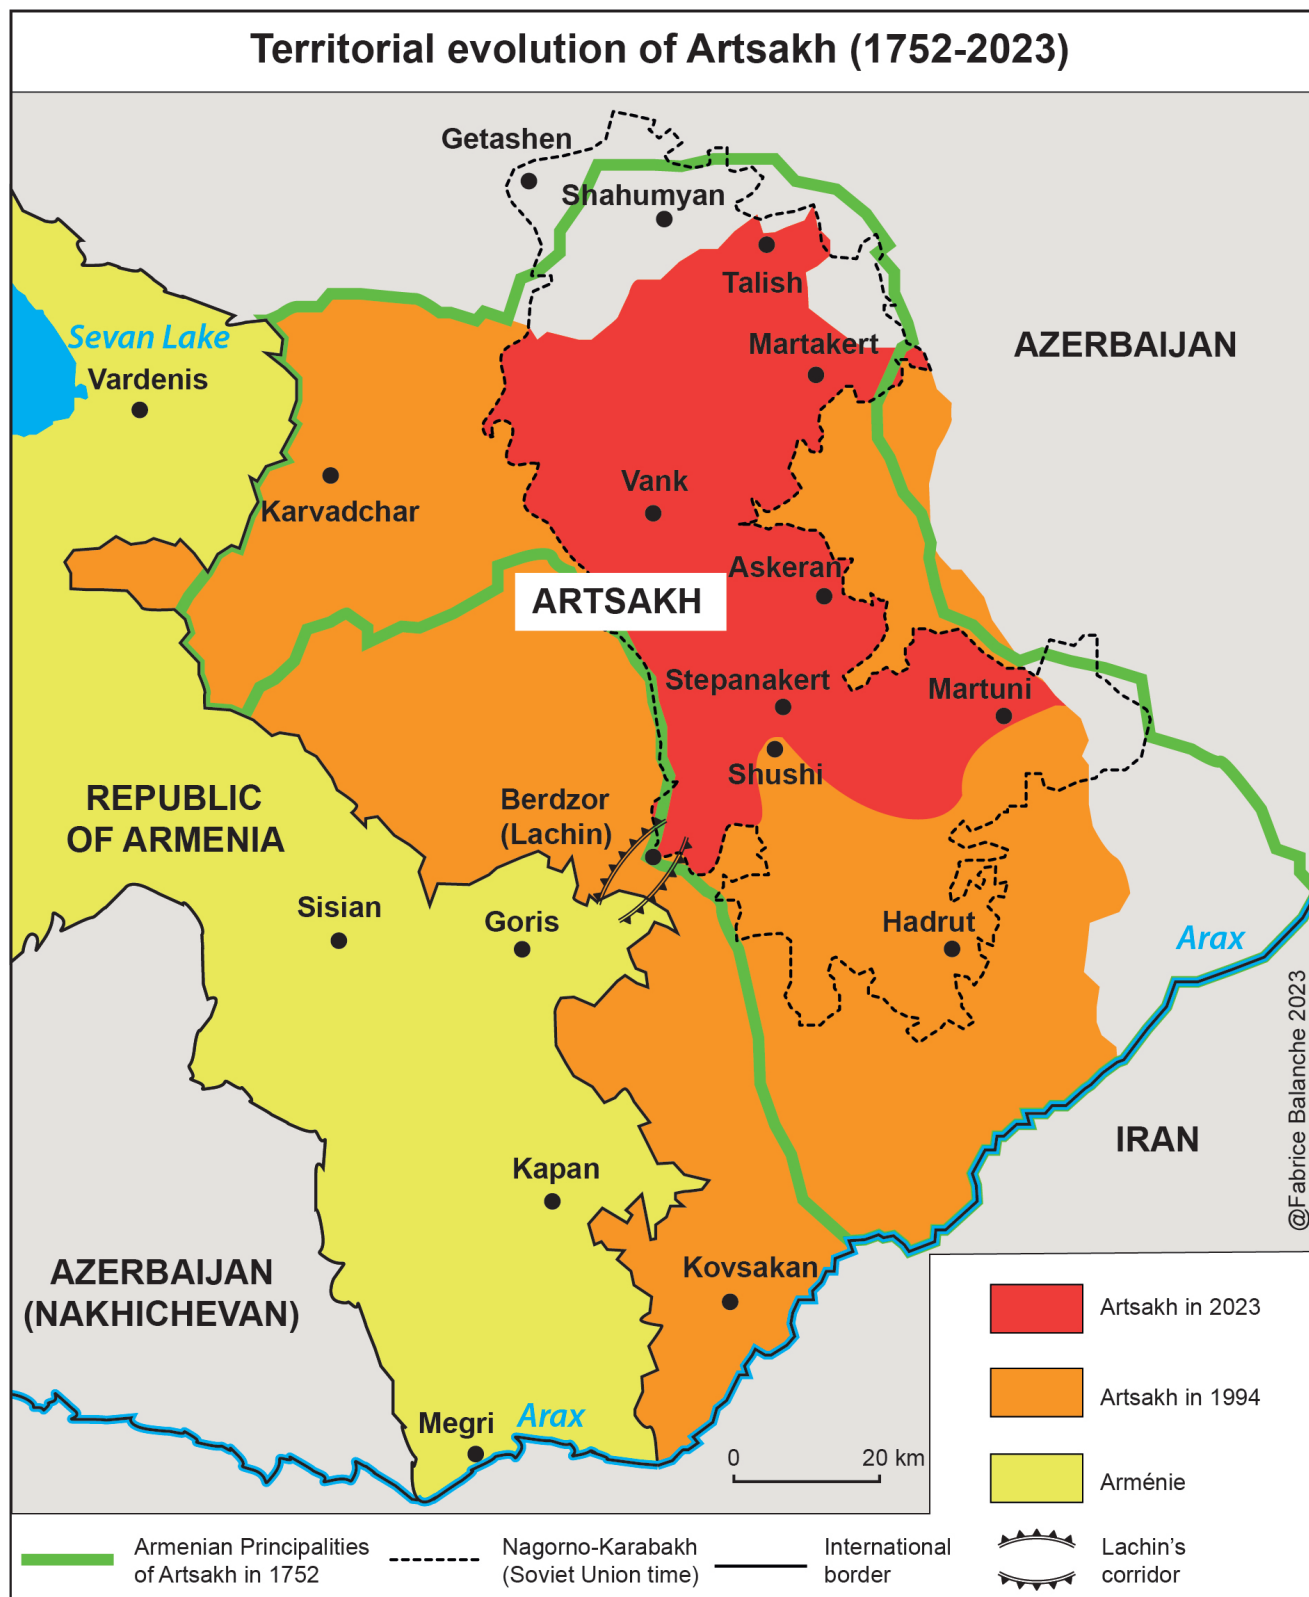 Territorial evolution of Artsakh (1752-2023)
Getashen
Shahumyan
Talish
Sevan Lake
Vardenis
Martakert
AZERBAIJAN
Karvadchar
Vank
Askeran
ARTSAKH
Stepanakert
Martuni
Shushi
REPUBLIC
OF ARMENIA
Berdzor
(Lachin)
Sisian
Goris
Hadrut
Arax
@Fabrice Balanche 2023
IRAN
Kapan
AZERBAIJAN
(NAKHICHEVAN)
Kovsakan
Megri
Arax
0 20 km
Artsakh in 2023
Artsakh in 1994
Arménie
Armenian Principalities
of Artsakh in 1752
Nagorno-Karabakh
(Soviet Union time)
International
border
Lachin's
corridor